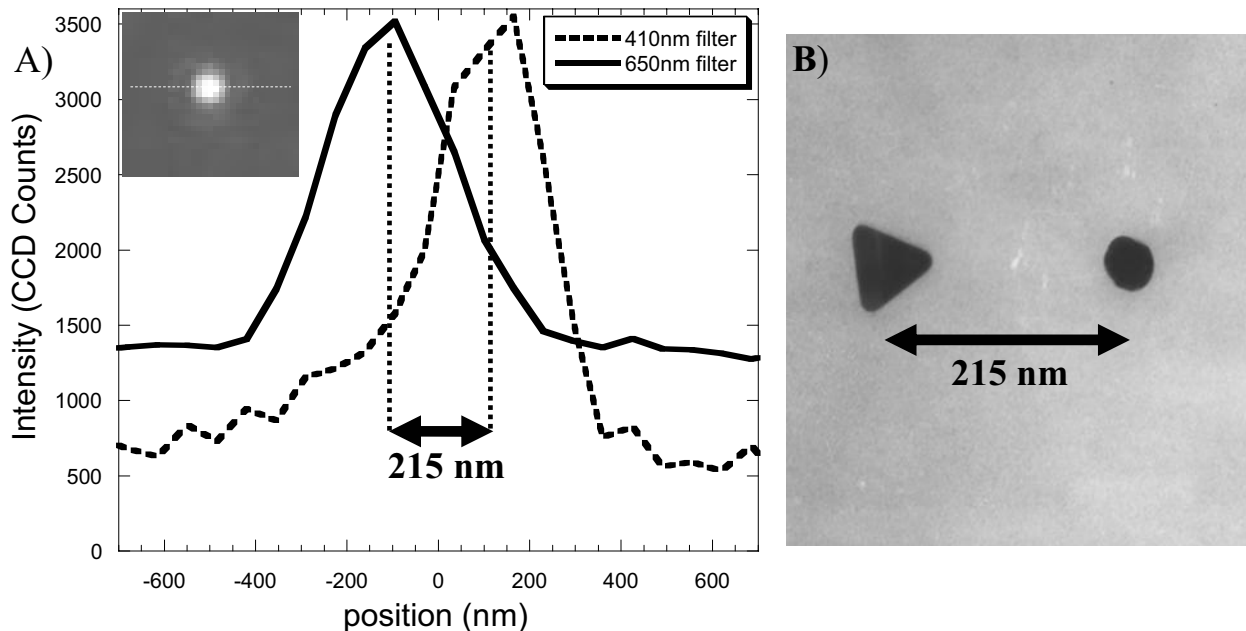 A)
Intensity (CCD Counts)
3500
3000
2500
2000
1500
1000
500
0
410nm filter
650nm filter
215 nm
-600 -400 -200 0 200 400 600
position (nm)
B)
215 nm